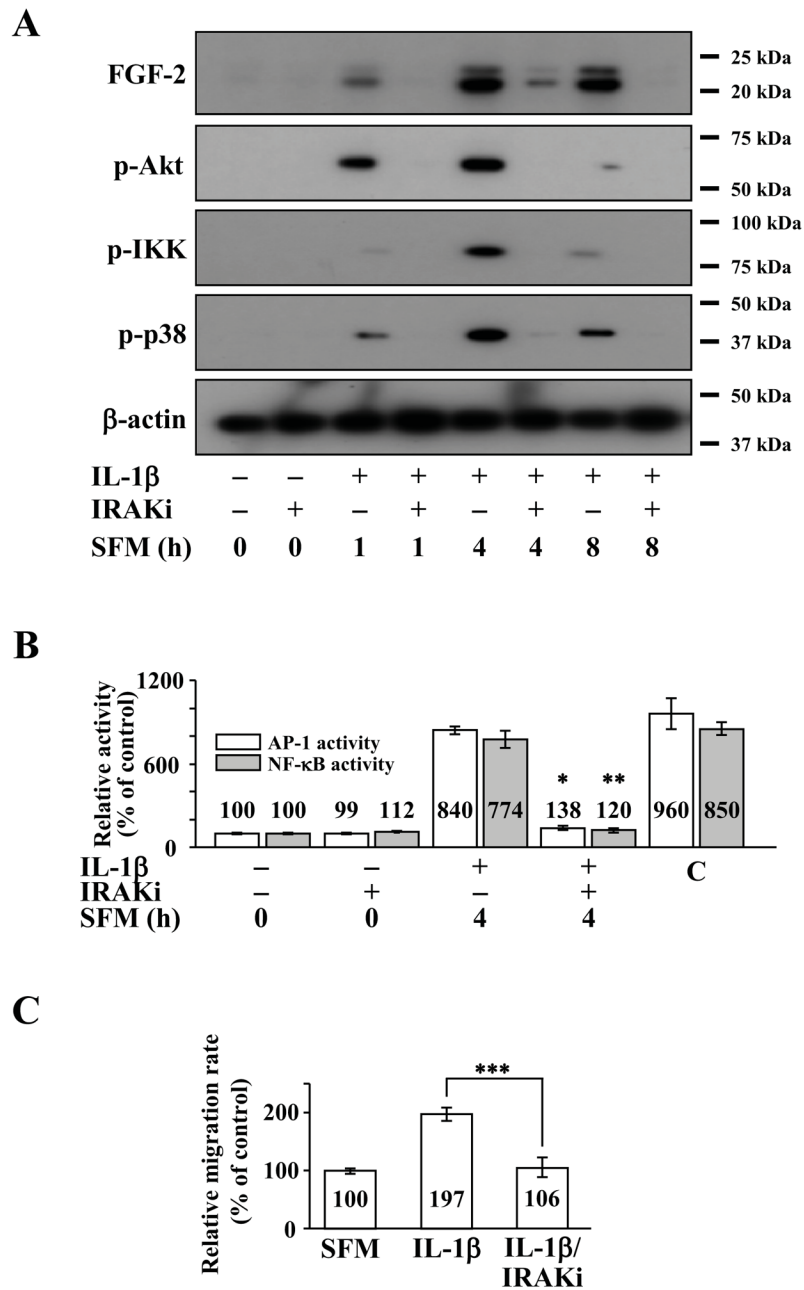 A
FGF-2
25 kDa
20 kDa
p-Akt
75 kDa
50 kDa
p-IKK
100 kDa
75 kDa
p-p38
50 kDa
37 kDa
β-actin
50 kDa
37 kDa
IL-1β – – + + + + + +
IRAKi – + – + – + – +
SFM (h) 0 0 1 1 4 4 8 8
B
Relative activity
(% of control)
1200
600
0
AP-1 activity
NF-κB activity
* **
100 100 99 112 840 774 138 120 960 850
IL-1β – – + + C
IRAKi – + – +
SFM (h) 0 0 4 4
C
Relative migration rate
(% of control)
200
100
0
***
100 197 106
SFM IL-1β IL-1β/
IRAKi